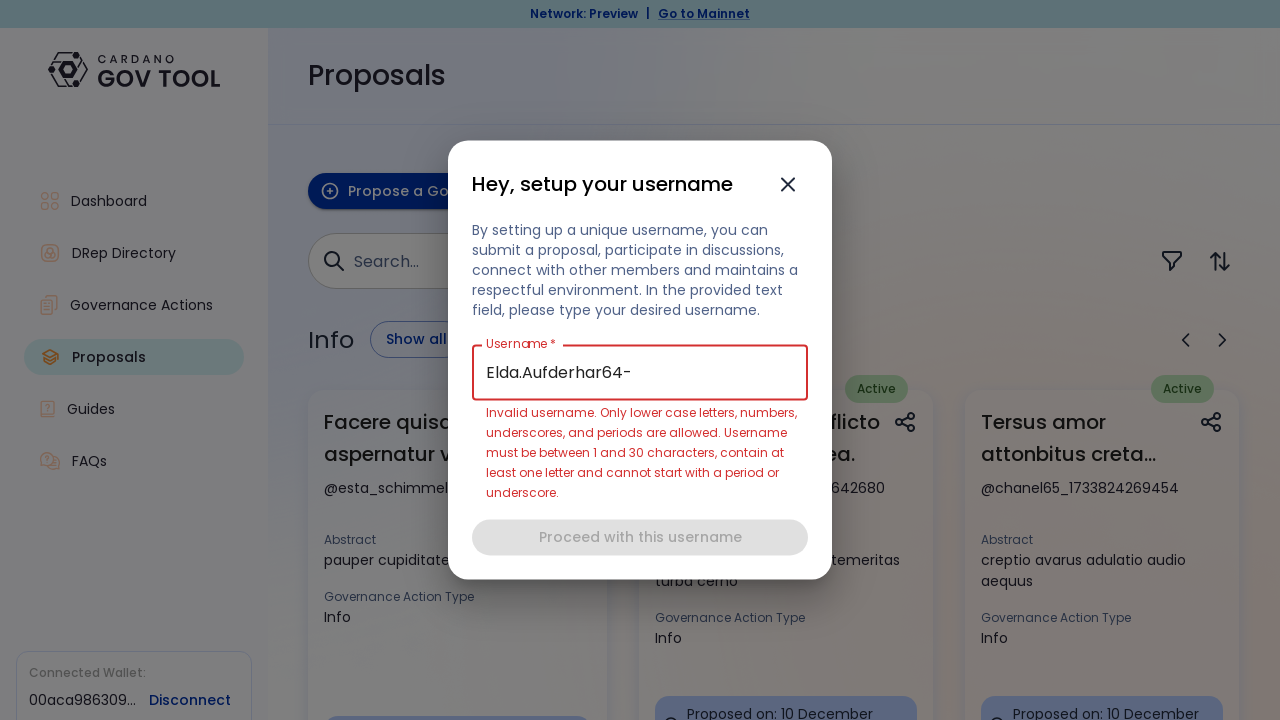 Network: Preview | Go to Mainnet
CARDANO
GOV TOOL
Dashboard
DRep Directory
Governance Actions
Proposals
Guides
FAQs
Connected Wallet:
00aca986309... Disconnect
Proposals
Propose a Go
Search...
Info Show all
Facere quisc
aspernatur v
@esta_schimmel
Abstract
pauper cupiditate
Governance Action Type
Info
Active
flicto
ea.
642680
temeritas
turba cerno
Governance Action Type
Info
Proposed on: 10 December
Active
Tersus amor
attonbitus creta...
@chanel65_1733824269454
Abstract
creptio avarus adulatio audio
aequus
Governance Action Type
Info
Proposed on: 10 December
Hey, setup your username
By setting up a unique username, you can
submit a proposal, participate in discussions,
connect with other members and maintains a
respectful environment. In the provided text
field, please type your desired username.
Username *
Elda.Aufderhar64-
Invalid username. Only lower case letters, numbers,
underscores, and periods are allowed. Username
must be between 1 and 30 characters, contain at
least one letter and cannot start with a period or
underscore.
Proceed with this username